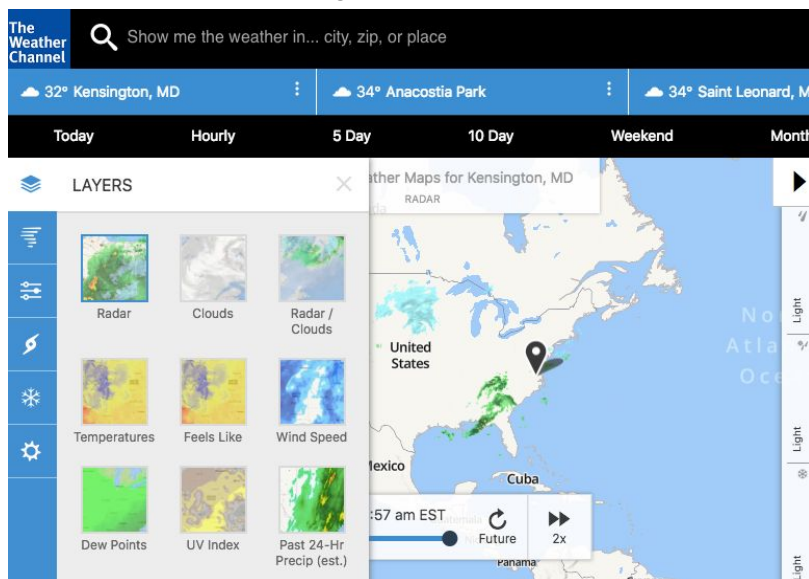 The
Weather
Channel
Show me the weather in... city, zip, or place
32° Kensington, MD
34° Anacostia Park
34° Saint Leonard, M
Today Hourly 5 Day 10 Day Weekend Month
LAYERS
ather Maps for Kensington, MD
RADAR
Radar
Clouds
Radar /
Clouds
Temperatures
Feels Like
Wind Speed
Dew Points
UV Index
Past 24-Hr
Precip (est.)
United
States
Mexico
Cuba
Panama
:57 am EST
Future
2x
No
Atla
Oce
Light
Light
Light